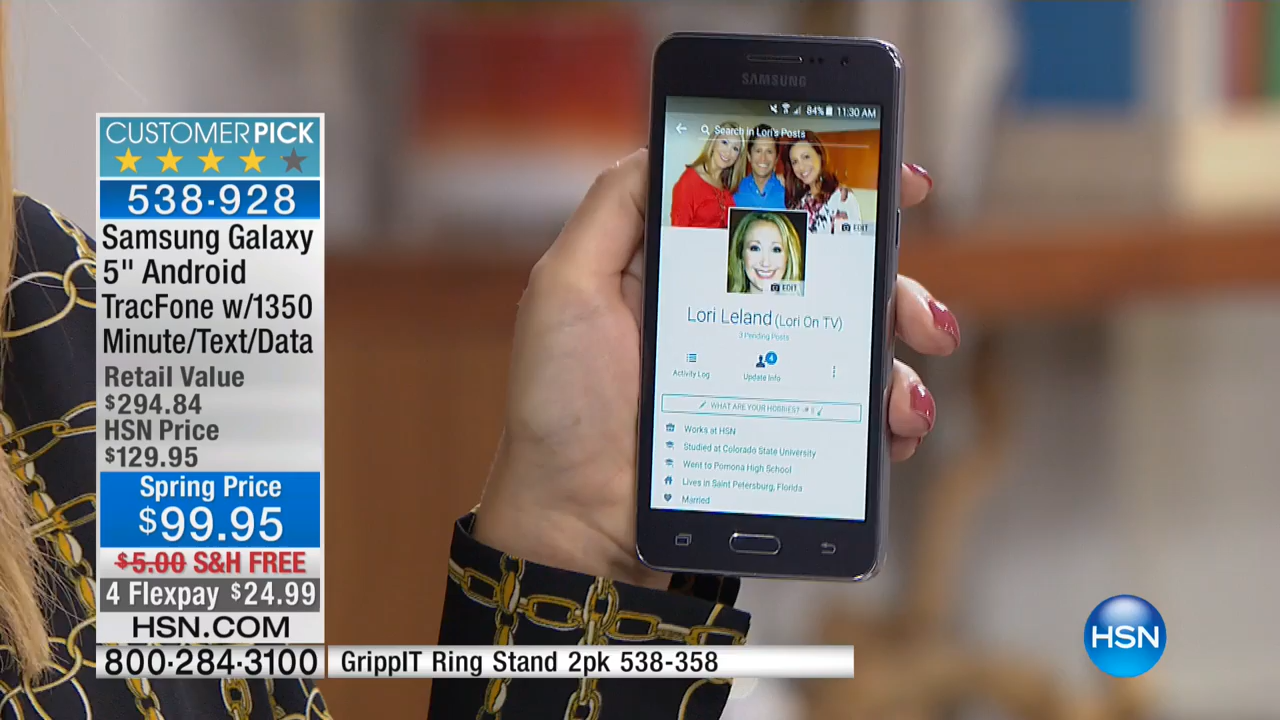 CUSTOMER PICK
538-928
Samsung Galaxy
5" Android
TracFone w/1350
Minute/Text/Data
Retail Value
$294.84
HSN Price
$129.95
Spring Price
$99.95
$5.00 S&H FREE
4 Flexpay $24.99
HSN.COM
800-284-3100
GrippIT Ring Stand 2pk 538-358
SAMSUNG
84% 11:30 AM
Search in Lori's Posts
EDIT
EDIT
Lori Leland (Lori On TV)
3 Pending Posts
4
Activity Log
Update Info
WHAT ARE YOUR HOBBIES?
Works at HSN
Studied at Colorado State University
Went to Pomona High School
Lives in Saint Petersburg, Florida
Married
HSN